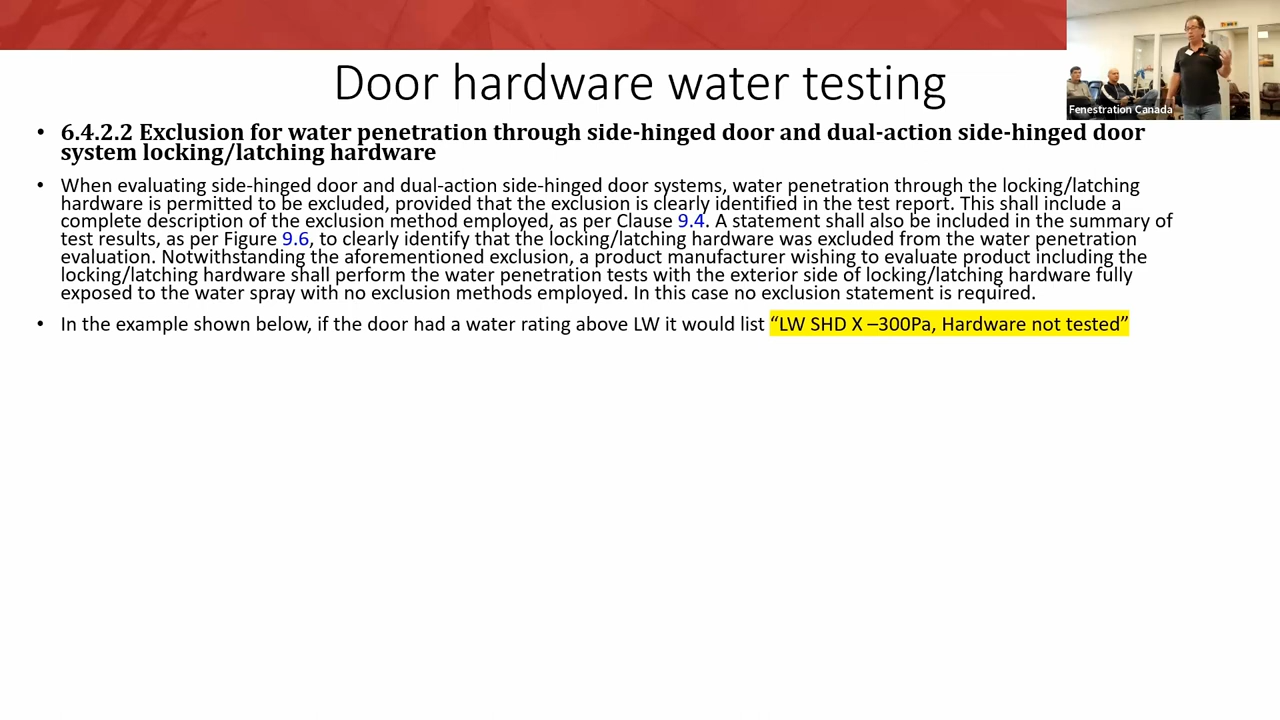 Door hardware water testing
Fenestration Canada
• 6.4.2.2 Exclusion for water penetration through side-hinged door and dual-action side-hinged door
system locking/latching hardware
• When evaluating side-hinged door and dual-action side-hinged door systems, water penetration through the locking/latching
hardware is permitted to be excluded, provided that the exclusion is clearly identified in the test report. This shall include a
complete description of the exclusion method employed, as per Clause 9.4. A statement shall also be included in the summary of
test results, as per Figure 9.6, to clearly identify that the locking/latching hardware was excluded from the water penetration
evaluation. Notwithstanding the aforementioned exclusion, a product manufacturer wishing to evaluate product including the
locking/latching hardware shall perform the water penetration tests with the exterior side of locking/latching hardware fully
exposed to the water spray with no exclusion methods employed. In this case no exclusion statement is required.
• In the example shown below, if the door had a water rating above LW it would list “LW SHD X –300Pa, Hardware not tested”